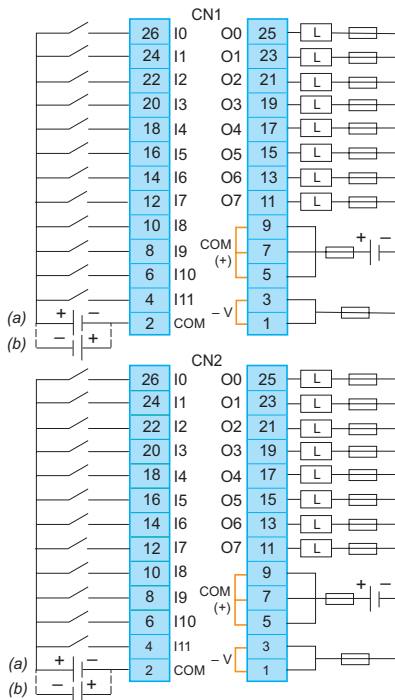 CN1
26 I0 O0 25 L
24 I1 O1 23 L
22 I2 O2 21 L
20 I3 O3 19 L
18 I4 O4 17 L
16 I5 O5 15 L
14 I6 O6 13 L
12 I7 O7 11 L
10 I8 9
8 I9 COM (+) 7 + −
6 I10 5
4 I11 3
(a) + − 2 COM − V 1
(b) − +
CN2
26 I0 O0 25 L
24 I1 O1 23 L
22 I2 O2 21 L
20 I3 O3 19 L
18 I4 O4 17 L
16 I5 O5 15 L
14 I6 O6 13 L
12 I7 O7 11 L
10 I8 9
8 I9 COM (+) 7 + −
6 I10 5
4 I11 3
(a) + − 2 COM − V 1
(b) − +